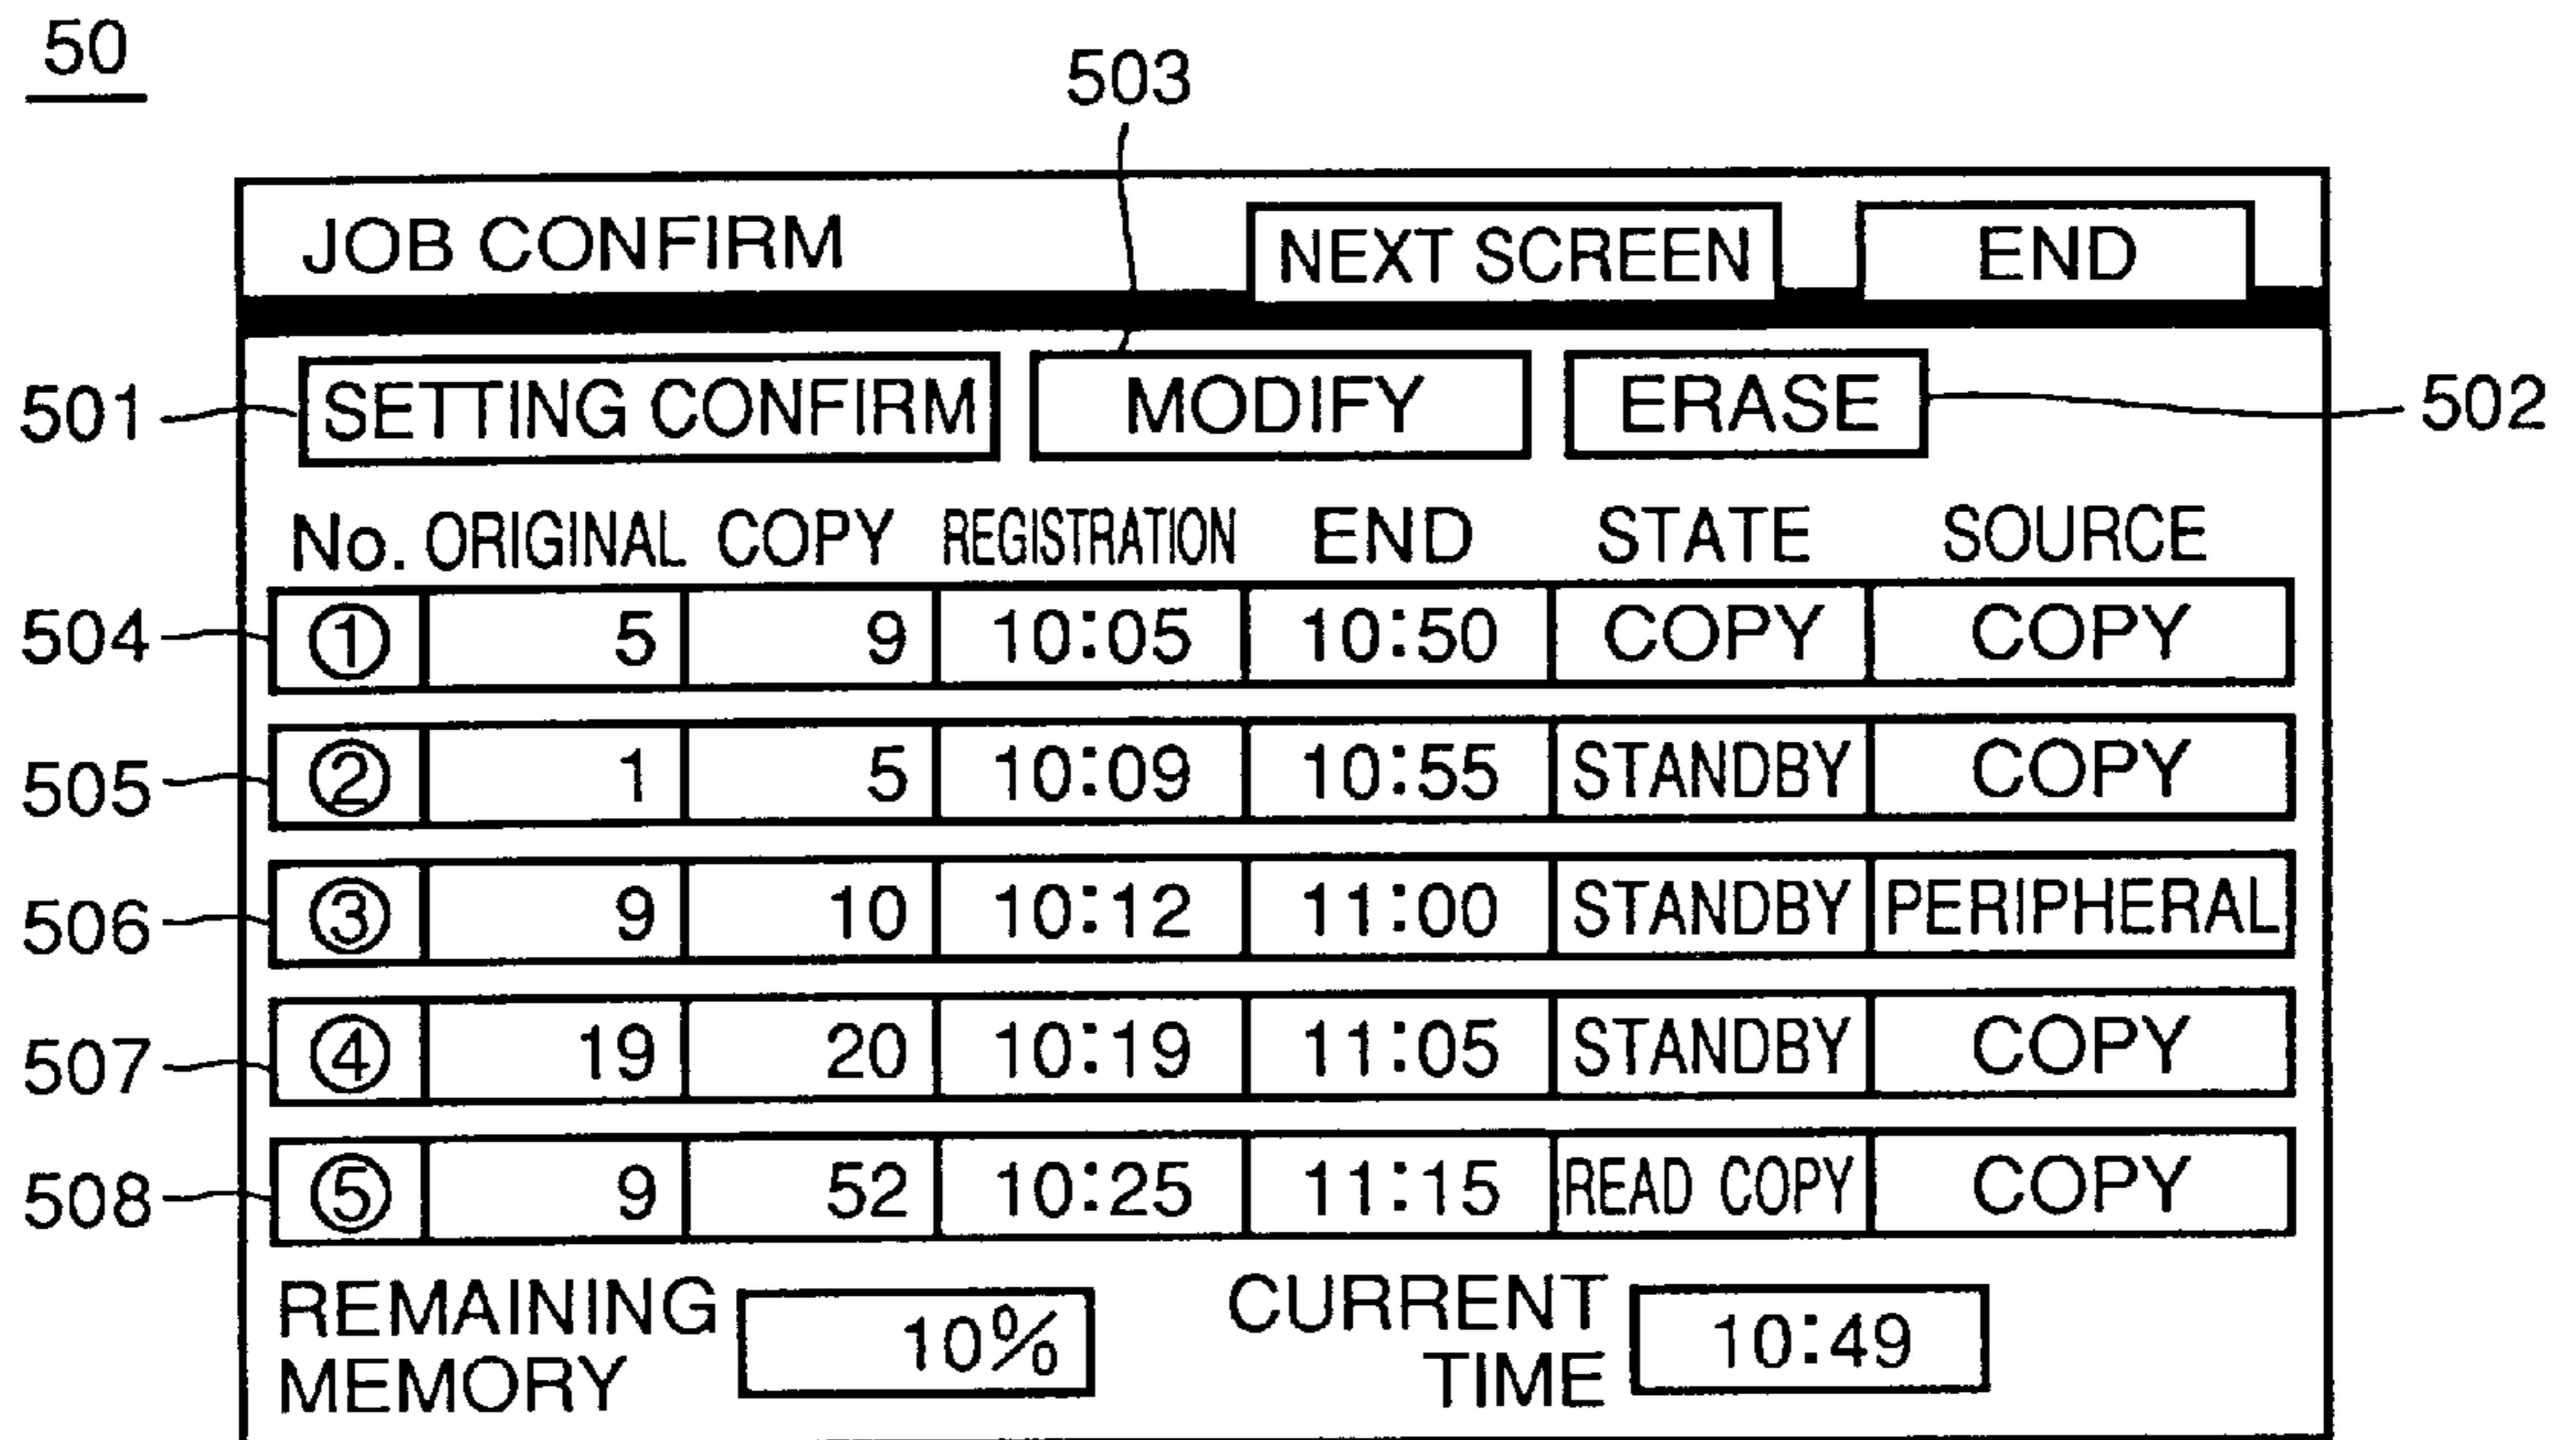 50
503
JOB CONFIRM NEXT SCREEN END
501 SETTING CONFIRM MODIFY ERASE 502
No. ORIGINAL COPY REGISTRATION END STATE SOURCE
504 ① 5 9 10:05 10:50 COPY COPY
505 ② 1 5 10:09 10:55 STANDBY COPY
506 ③ 9 10 10:12 11:00 STANDBY PERIPHERAL
507 ④ 19 20 10:19 11:05 STANDBY COPY
508 ⑤ 9 52 10:25 11:15 READ COPY COPY
REMAINING MEMORY 10% CURRENT TIME 10:49